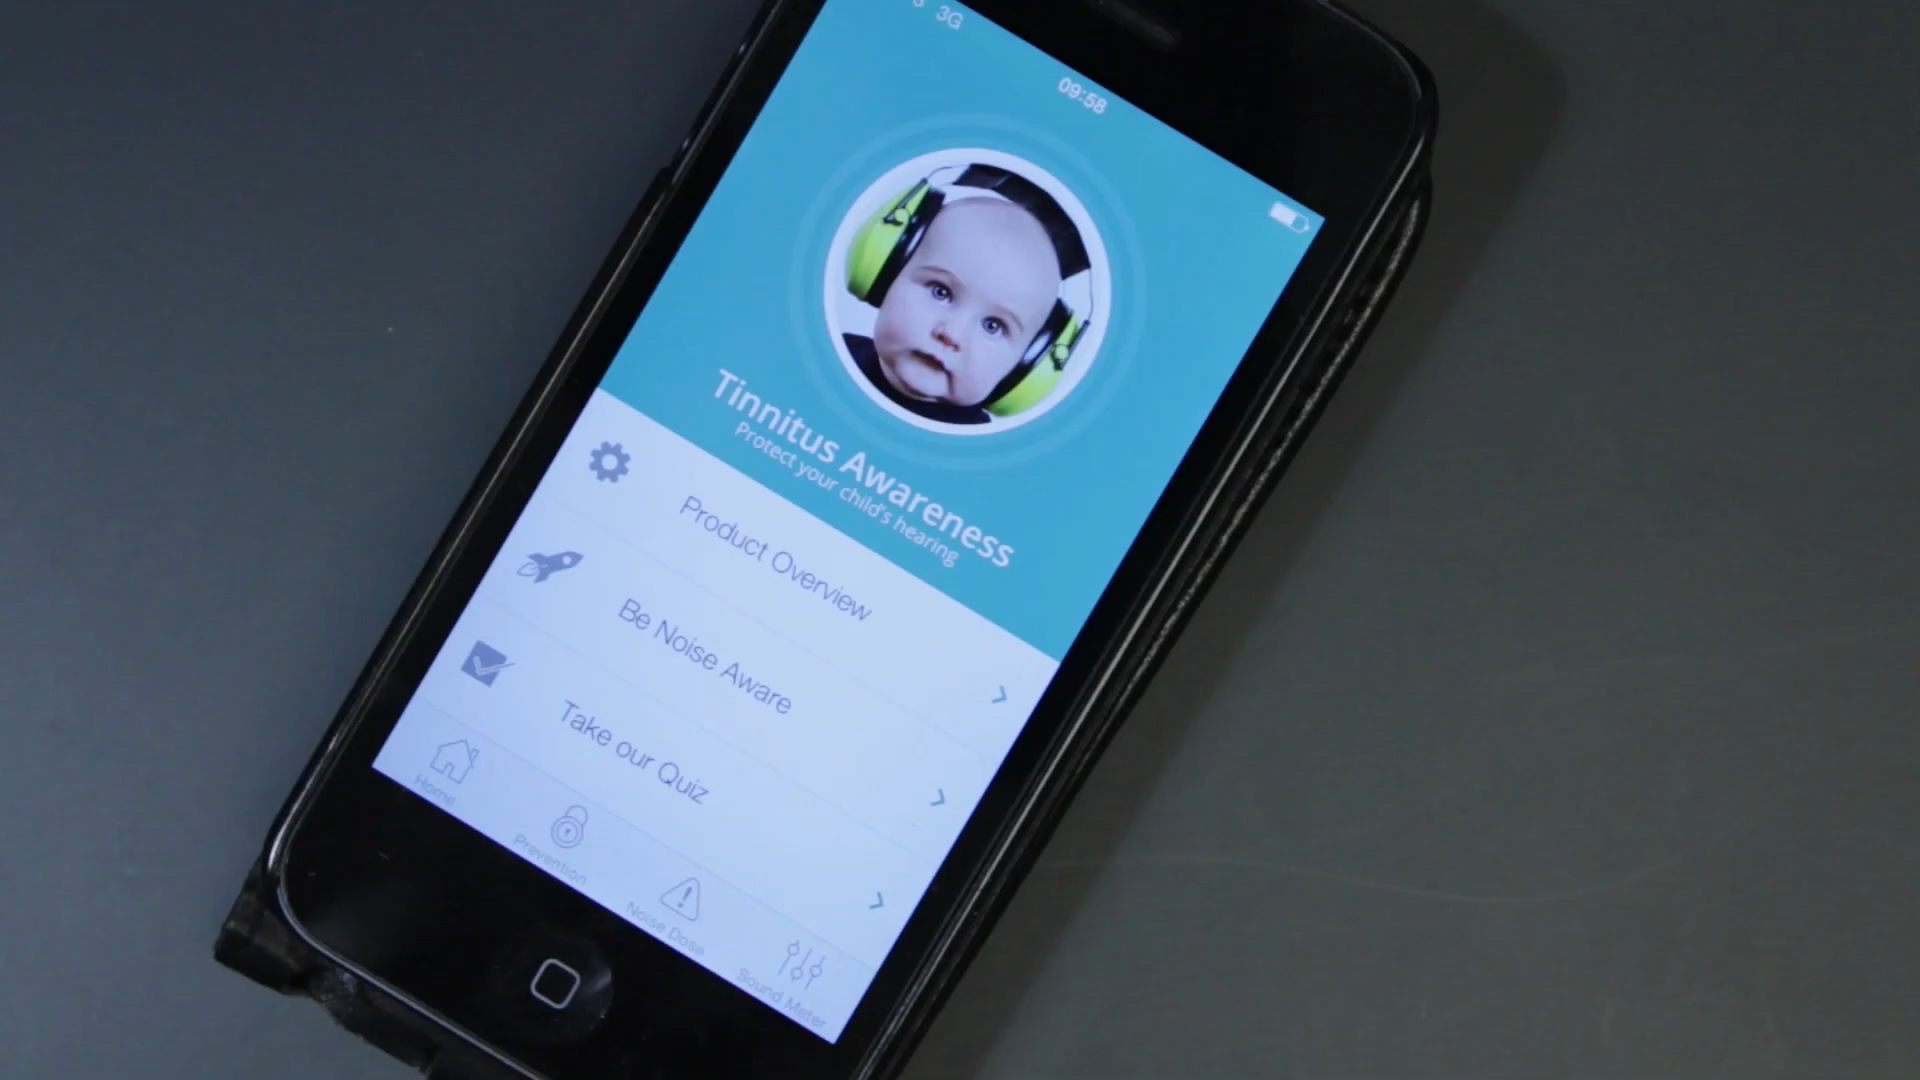 3G
09:58
Tinnitus Awareness
Protect your child's hearing
Product Overview
Be Noise Aware
Take our Quiz
Home
Prevention
Noise Dose
Sound Meter